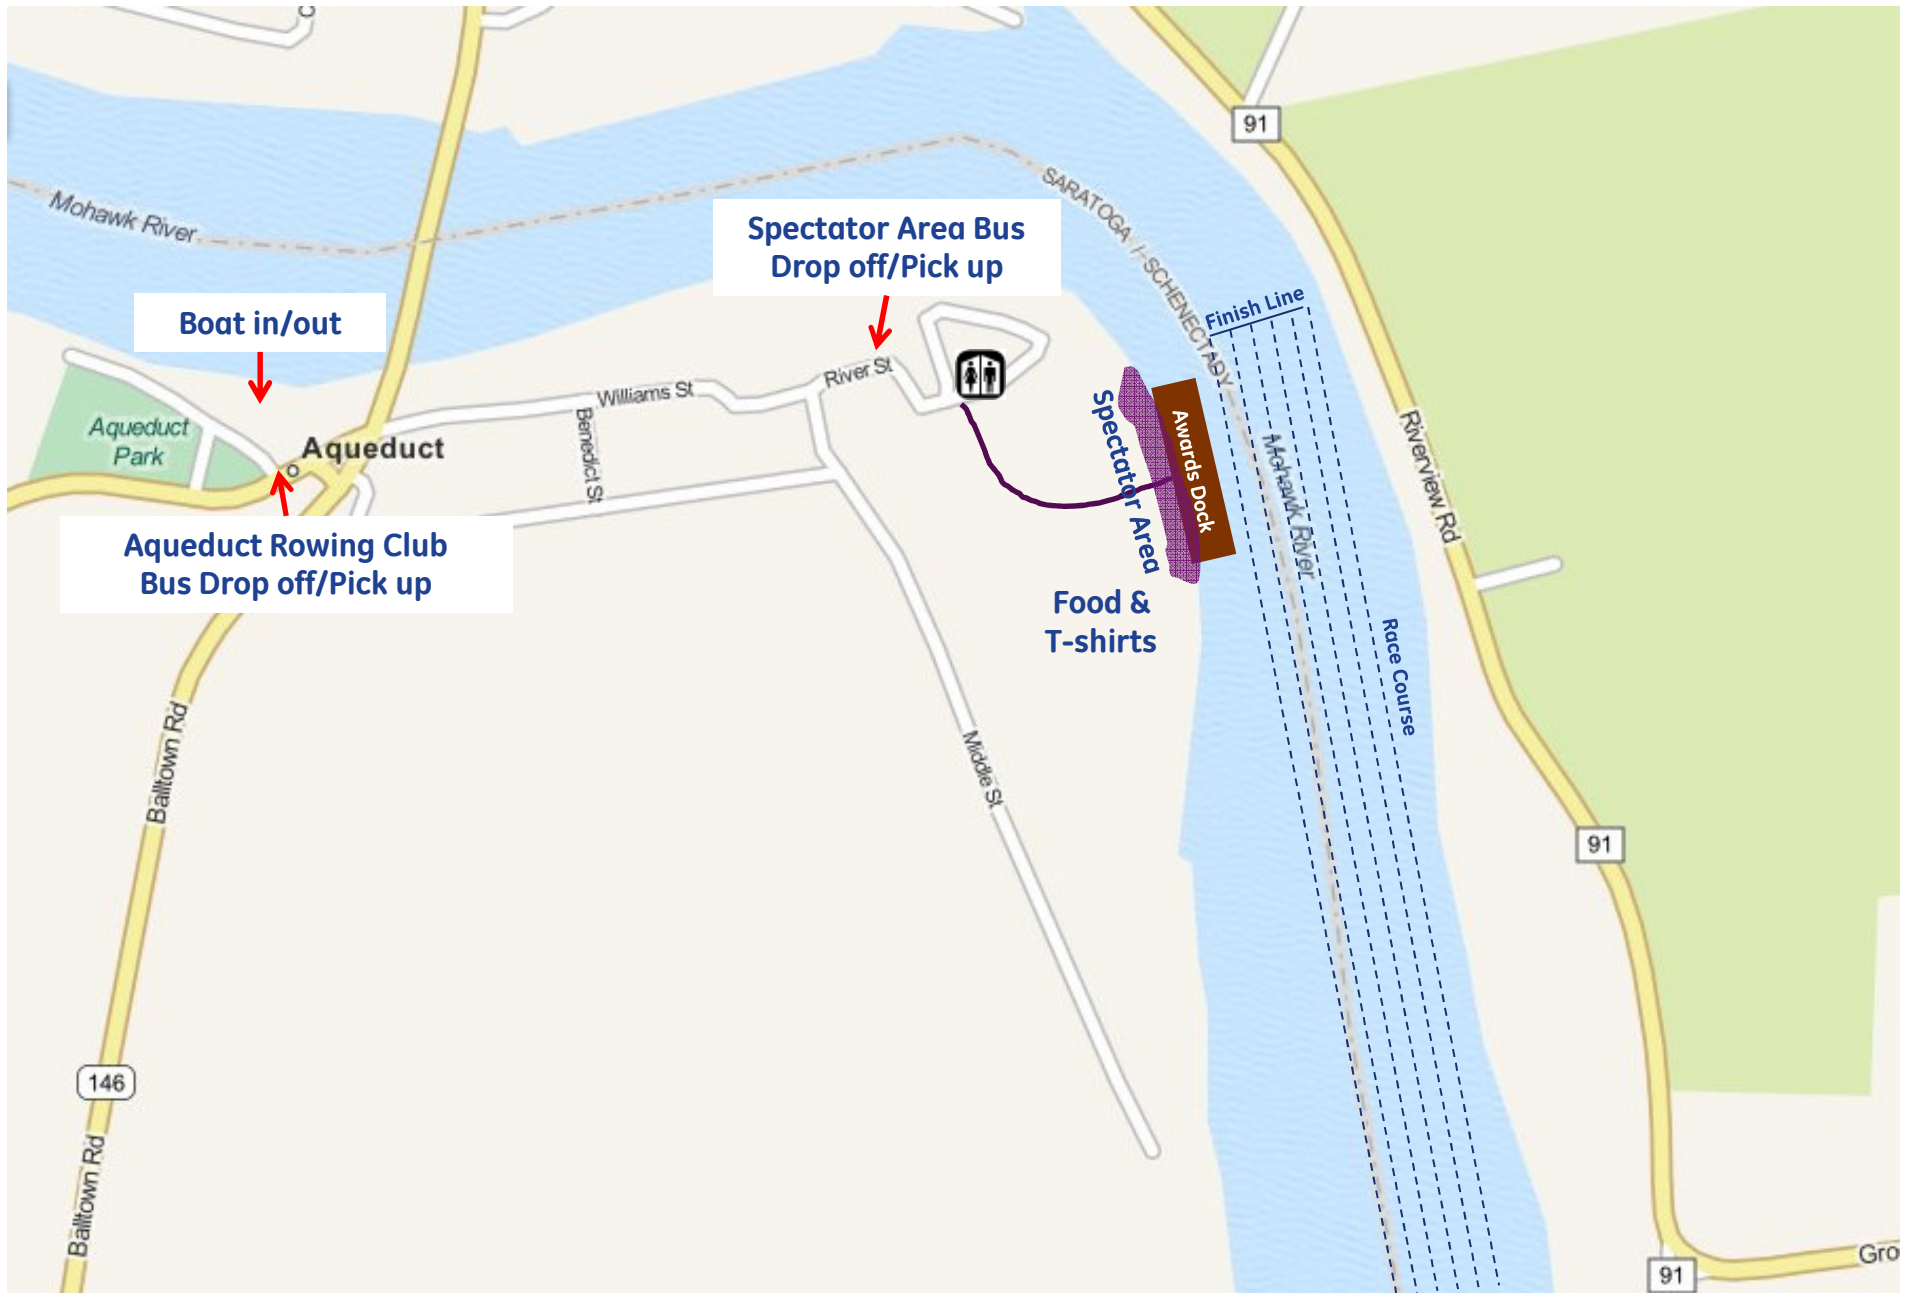 C
91
Mohawk River
SARATOGA
SCHENECTADY
Spectator Area Bus
Drop off/Pick up
Finish Line
Boat in/out
Williams St
River St
Benedict St
Aqueduct
Park
Aqueduct
Spectator Area
Awards Dock
Mohawk River
Riverview Rd
Aqueduct Rowing Club
Bus Drop off/Pick up
Food &
T-shirts
Race Course
Balltown Rd
Middle St
91
146
Balltown Rd
Gro
91